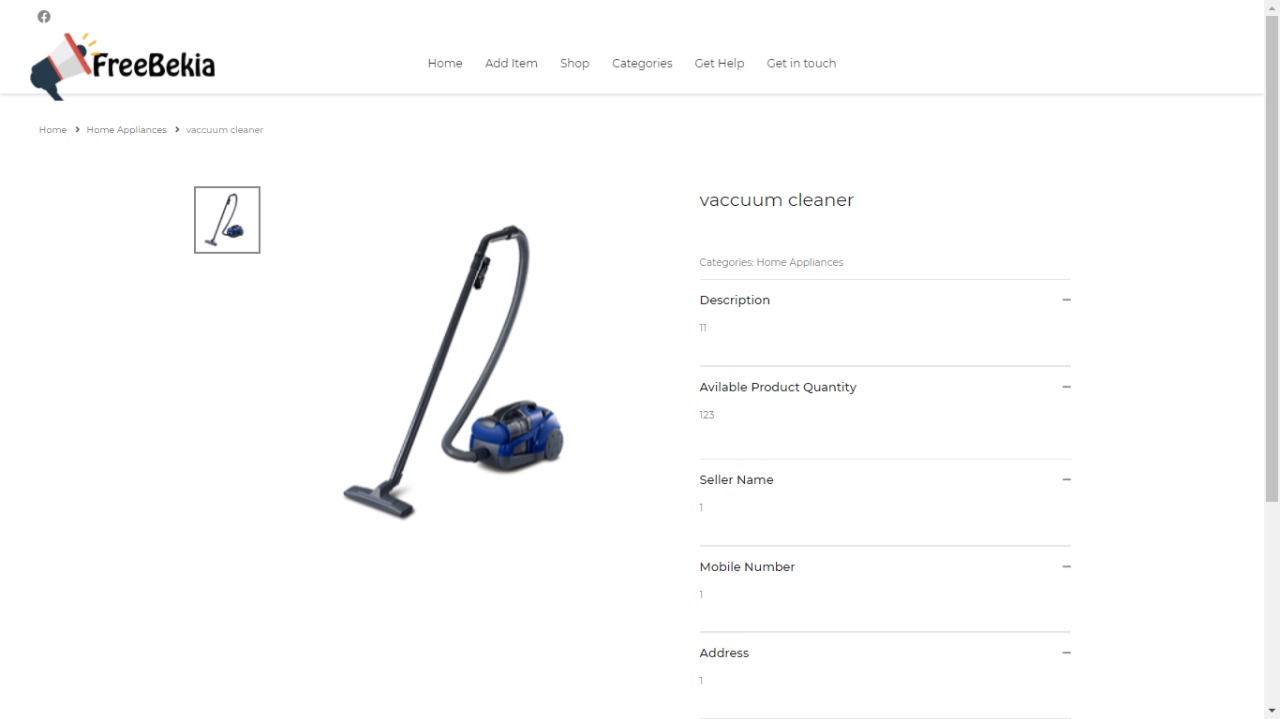 FreeBekia
Home Add Item Shop Categories Get Help Get in touch
Home > Home Appliances > vaccuum cleaner
vaccuum cleaner
Categories: Home Appliances
Description
11
Avilable Product Quantity
123
Seller Name
1
Mobile Number
1
Address
1